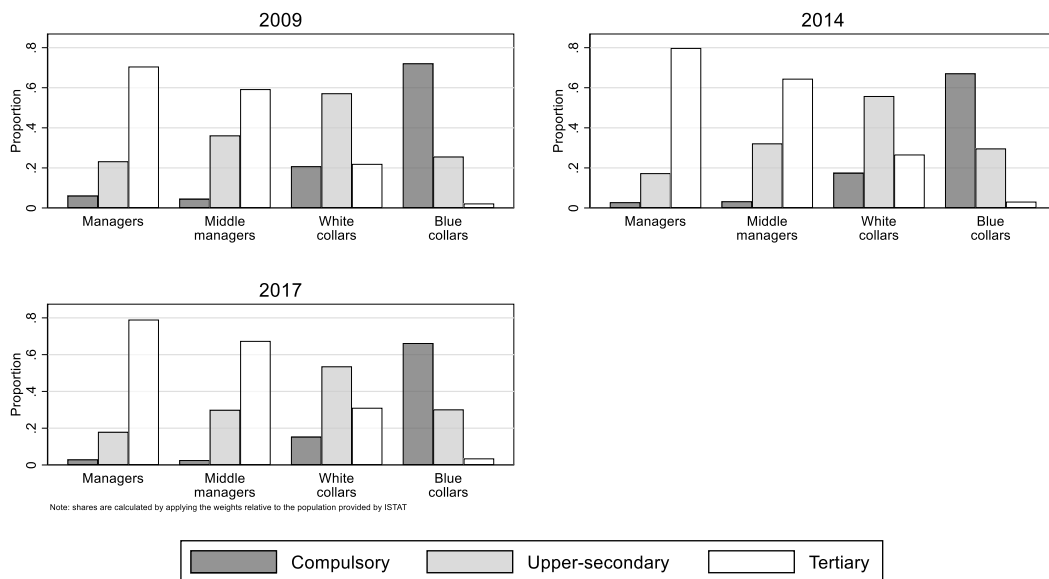 2009
Proportion
.8
.6
.4
.2
0
Managers
Middle
managers
White
collars
Blue
collars
2014
Proportion
.8
.6
.4
.2
0
Managers
Middle
managers
White
collars
Blue
collars
2017
Proportion
.8
.6
.4
.2
0
Managers
Middle
managers
White
collars
Blue
collars
Note: shares are calculated by applying the weights relative to the population provided by ISTAT
Compulsory Upper-secondary Tertiary